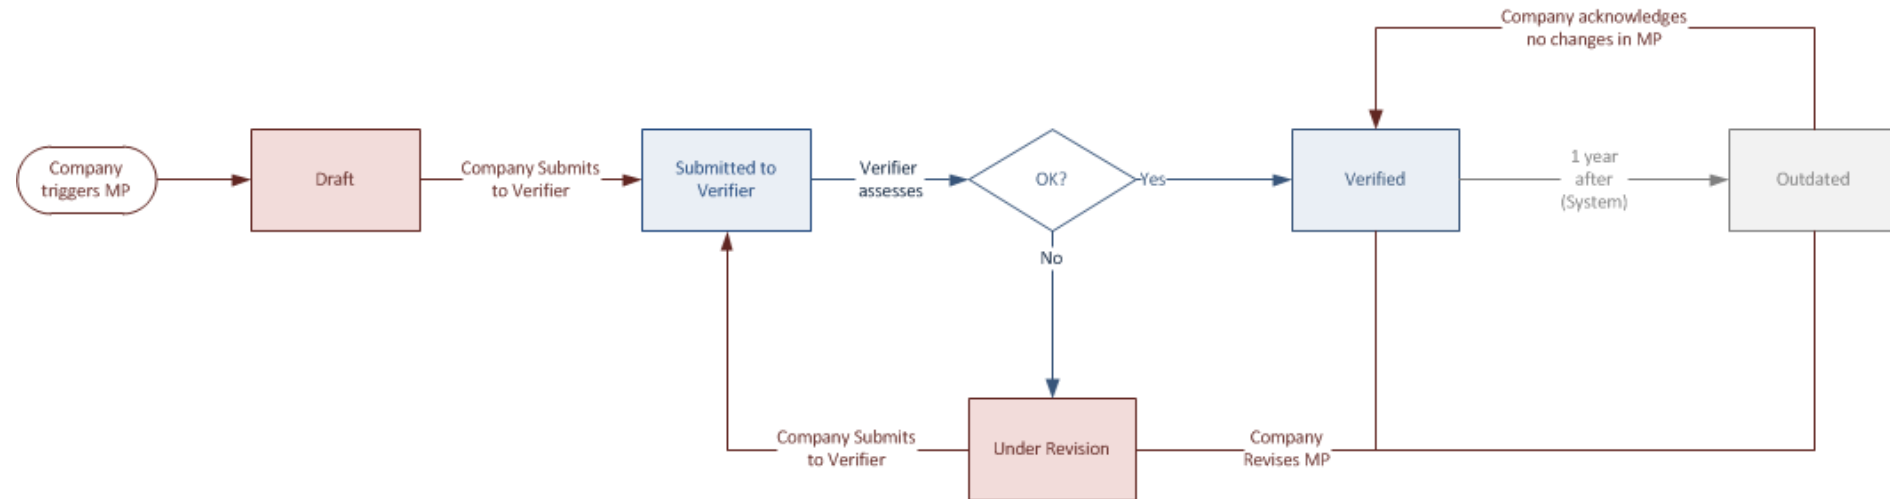 Company acknowledges
no changes in MP
Company
triggers MP
Draft
Company Submits
to Verifier
Submitted to
Verifier
Verifier
assesses
OK?
Yes
Verified
1 year
after
(System)
Outdated
No
Company Submits
to Verifier
Under Revision
Company
Revises MP